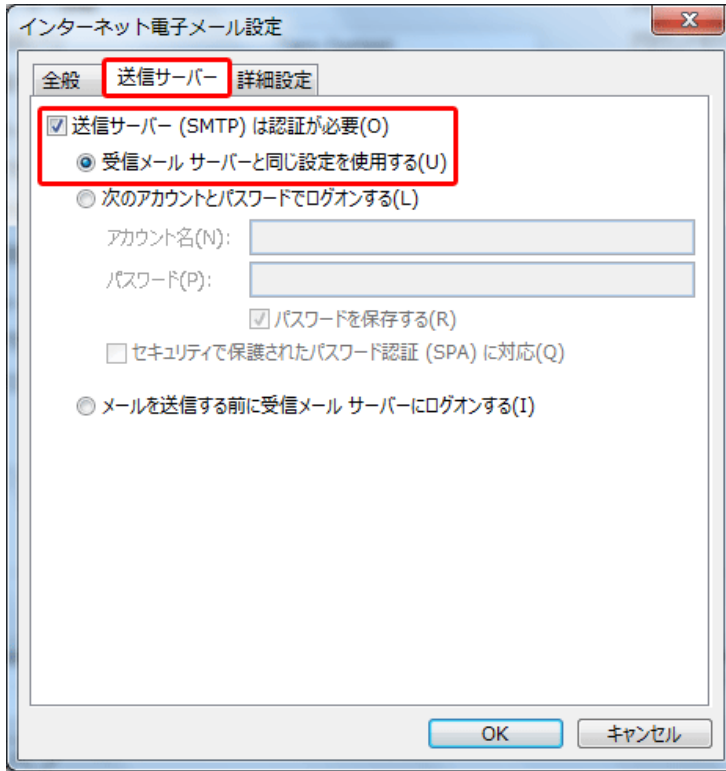 インターネット電子メール設定
全般 送信サーバー 詳細設定
送信サーバー (SMTP) は認証が必要(O)
受信メール サーバーと同じ設定を使用する(U)
次のアカウントとパスワードでログオンする(L)
アカウント名(N):
パスワード(P):
パスワードを保存する(R)
セキュリティで保護されたパスワード認証 (SPA) に対応(Q)
メールを送信する前に受信メール サーバーにログオンする(I)
OK キャンセル